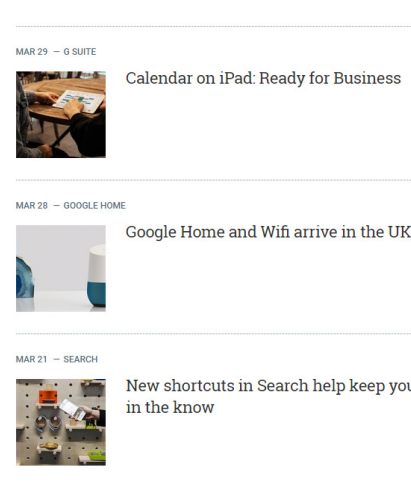 MAR 29 — G SUITE
Calendar on iPad: Ready for Business
MAR 28 — GOOGLE HOME
Google Home and Wifi arrive in the UK
MAR 21 — SEARCH
New shortcuts in Search help keep you
in the know